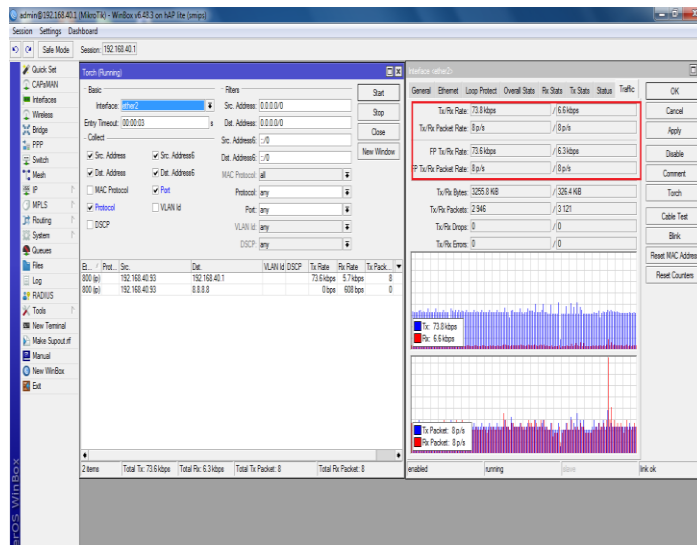 admin@192.168.40.1 (MikroTik) - WinBox v6.48.3 on hAP lite (smips)
Session Settings Dashboard
Safe Mode Session: 192.168.40.1
Quick Set
CAPsMAN
Interfaces
Wireless
Bridge
PPP
Switch
Mesh
IP
MPLS
Routing
System
Queues
Files
Log
RADIUS
Tools
New Terminal
Make Supout.rif
Manual
New WinBox
Exit
RouterOS WinBox
Torch (Running)
Basic
Interface: ether2
Entry Timeout: 00:00:03 s
Collect
Src. Address Src. Address6
Dst. Address Dst. Address6
MAC Protocol Port
Protocol VLAN Id
DSCP
Filters
Src. Address: 0.0.0.0/0
Dst. Address: 0.0.0.0/0
Src. Address6: ::/0
Dst. Address6: ::/0
MAC Protocol: all
Protocol: any
Port: any
VLAN Id: any
DSCP: any
Start
Stop
Close
New Window
Et... Prot... Src. Dst. VLAN Id DSCP Tx Rate Rx Rate Tx Pack...
800 (ip) 192.168.40.93 192.168.40.1 73.6 kbps 5.7 kbps 8
800 (ip) 192.168.40.93 8.8.8.8 0 bps 608 bps 0
2 items Total Tx: 73.6 kbps Total Rx: 6.3 kbps Total Tx Packet: 8 Total Rx Packet: 8
Interface <ether2>
General Ethernet Loop Protect Overall Stats Rx Stats Tx Stats Status Traffic
Tx/Rx Rate: 73.8 kbps / 6.6 kbps
Tx/Rx Packet Rate: 8 p/s / 8 p/s
FP Tx/Rx Rate: 73.6 kbps / 6.3 kbps
FP Tx/Rx Packet Rate: 8 p/s / 8 p/s
Tx/Rx Bytes: 3255.8 KiB / 326.4 KiB
Tx/Rx Packets: 2 946 / 3 121
Tx/Rx Drops: 0 / 0
Tx/Rx Errors: 0 / 0
Tx: 73.8 kbps
Rx: 6.6 kbps
Tx Packet: 8 p/s
Rx Packet: 8 p/s
enabled running slave link ok
OK
Cancel
Apply
Disable
Comment
Torch
Cable Test
Blink
Reset MAC Address
Reset Counters